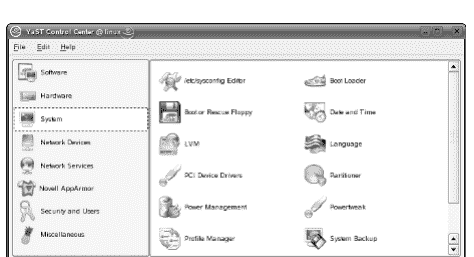 YaST Control Center @ linux
File Edit Help
Software
Hardware
System
Network Devices
Network Services
Novell AppArmor
Security and Users
Miscellaneous
/etc/sysconfig Editor
Boot Loader
Boot or Rescue Floppy
Date and Time
LVM
Language
PCI Device Drivers
Partitioner
Power Management
Powertweak
Profile Manager
System Backup